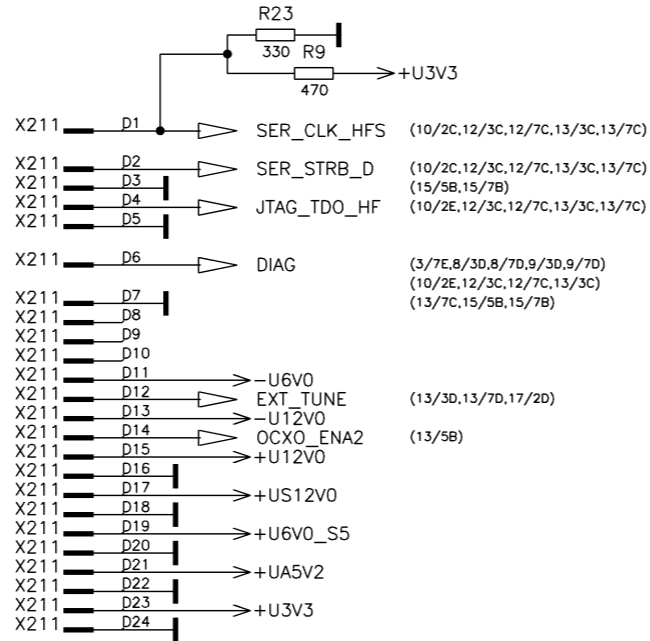 R23
330
R9
470
+U3V3
X211 D1 SER_CLK_HFS (10/2C,12/3C,12/7C,13/3C,13/7C)
X211 D2 SER_STRB_D (10/2C,12/3C,12/7C,13/3C,13/7C)
X211 D3 (15/5B,15/7B)
X211 D4 JTAG_TDO_HF (10/2E,12/3C,12/7C,13/3C,13/7C)
X211 D5
X211 D6 DIAG (3/7E,8/3D,8/7D,9/3D,9/7D)
(10/2E,12/3C,12/7C,13/3C)
X211 D7 (13/7C,15/5B,15/7B)
X211 D8
X211 D9
X211 D10
X211 D11 -U6V0
X211 D12 EXT_TUNE (13/3D,13/7D,17/2D)
X211 D13 -U12V0
X211 D14 OCXO_ENA2 (13/5B)
X211 D15 +U12V0
X211 D16
X211 D17 +US12V0
X211 D18
X211 D19 +U6V0_S5
X211 D20
X211 D21 +UA5V2
X211 D22
X211 D23 +U3V3
X211 D24